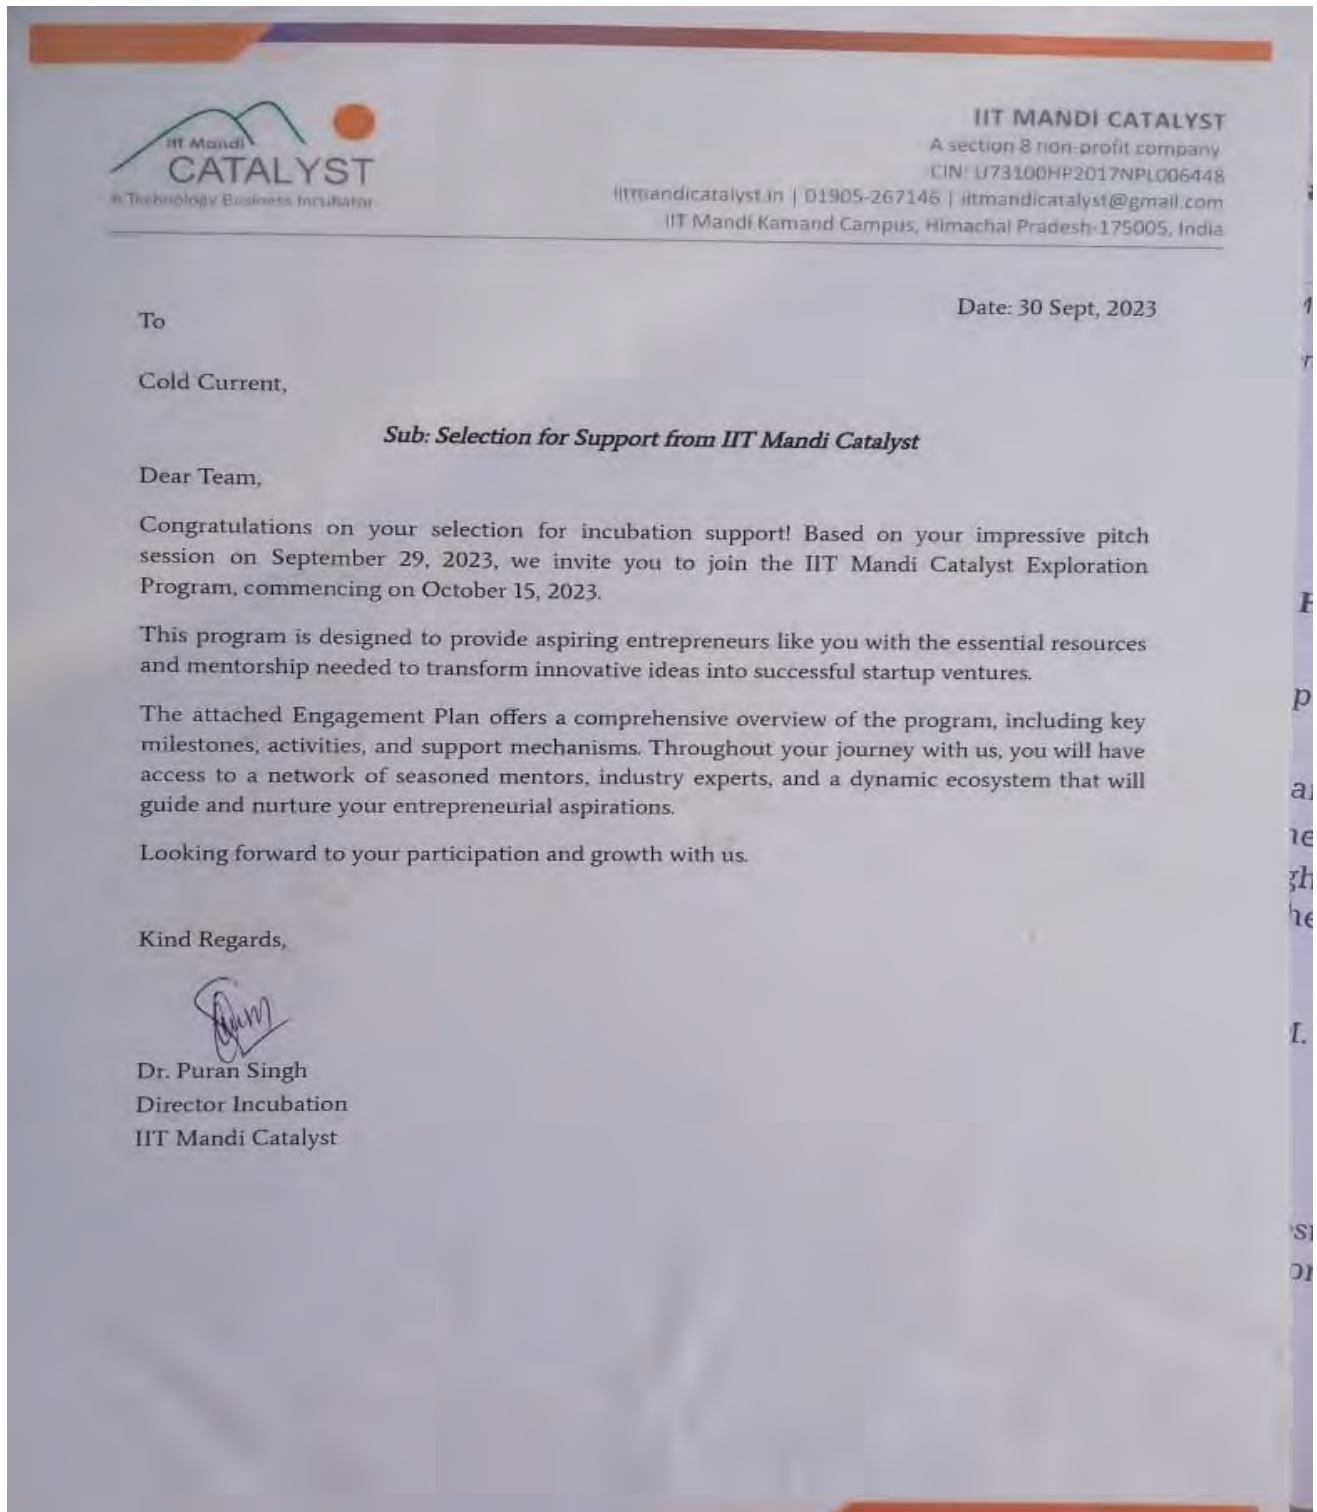 IIT Mandi
CATALYST
A Technology Business Incubator
IIT MANDI CATALYST
A section 8 non-profit company
CIN: U73100HP2017NPL006448
iitmandicatalyst.in | 01905-267146 | iitmandicatalyst@gmail.com
IIT Mandi Kamand Campus, Himachal Pradesh-175005, India
Date: 30 Sept, 2023
To
Cold Current,
Sub: Selection for Support from IIT Mandi Catalyst
Dear Team,
Congratulations on your selection for incubation support! Based on your impressive pitch
session on September 29, 2023, we invite you to join the IIT Mandi Catalyst Exploration
Program, commencing on October 15, 2023.
This program is designed to provide aspiring entrepreneurs like you with the essential resources
and mentorship needed to transform innovative ideas into successful startup ventures.
The attached Engagement Plan offers a comprehensive overview of the program, including key
milestones, activities, and support mechanisms. Throughout your journey with us, you will have
access to a network of seasoned mentors, industry experts, and a dynamic ecosystem that will
guide and nurture your entrepreneurial aspirations.
Looking forward to your participation and growth with us.
Kind Regards,
Dr. Puran Singh
Director Incubation
IIT Mandi Catalyst